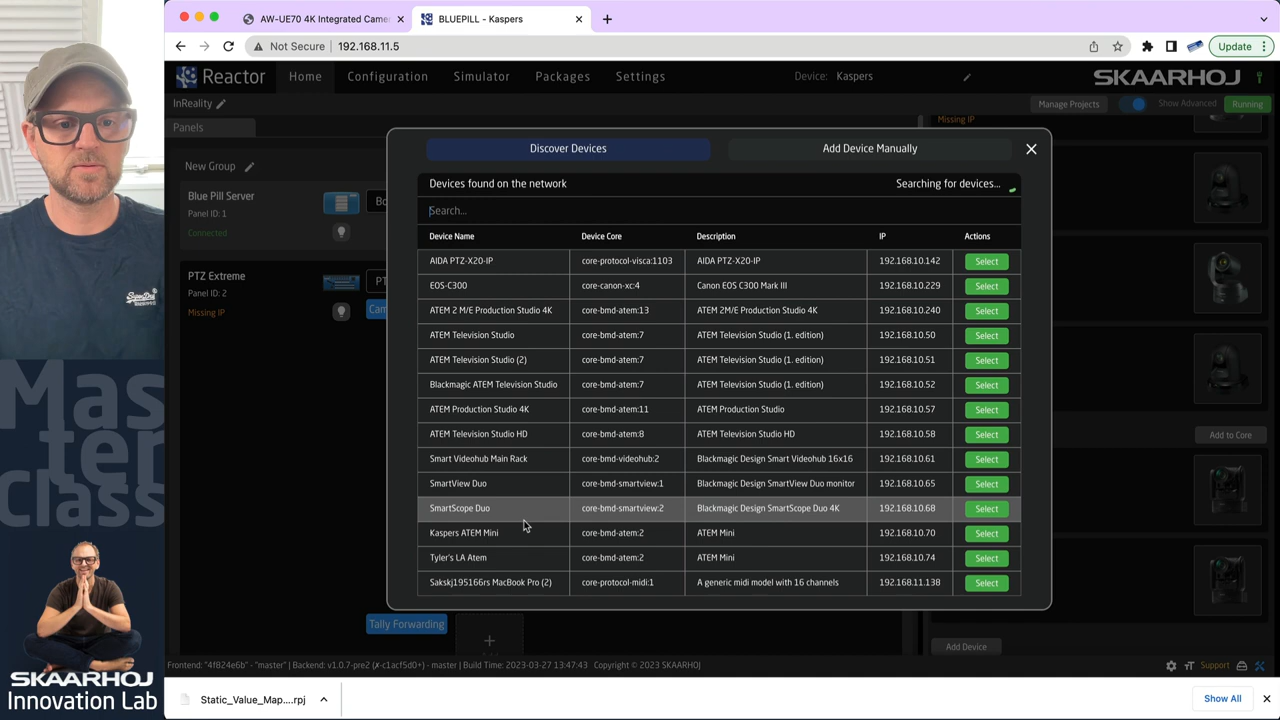 AW-UE70 4K Integrated Came
BLUEPILL - Kaspers
Not Secure
192.168.11.5
Update
Reactor
Home
Configuration
Simulator
Packages
Settings
Device:
Kaspers
SKAARHOJ
InReality
Manage Projects
Show Advanced
Running
Panels
Missing IP
New Group
Blue Pill Server
Panel ID: 1
Connected
Bo
PTZ Extreme
Panel ID: 2
Missing IP
PT
Cam
Discover Devices
Add Device Manually
Devices found on the network
Searching for devices...
Search...
Device Name Device Core Description IP Actions
AIDA PTZ-X20-IP core-protocol-visca:1103 AIDA PTZ-X20-IP 192.168.10.142 Select
EOS-C300 core-canon-xc:4 Canon EOS C300 Mark III 192.168.10.229 Select
ATEM 2 M/E Production Studio 4K core-bmd-atem:13 ATEM 2M/E Production Studio 4K 192.168.10.240 Select
ATEM Television Studio core-bmd-atem:7 ATEM Television Studio (1. edition) 192.168.10.50 Select
ATEM Television Studio (2) core-bmd-atem:7 ATEM Television Studio (1. edition) 192.168.10.51 Select
Blackmagic ATEM Television Studio core-bmd-atem:7 ATEM Television Studio (1. edition) 192.168.10.52 Select
ATEM Production Studio 4K core-bmd-atem:11 ATEM Production Studio 192.168.10.57 Select
ATEM Television Studio HD core-bmd-atem:8 ATEM Television Studio HD 192.168.10.58 Select
Smart Videohub Main Rack core-bmd-videohub:2 Blackmagic Design Smart Videohub 16x16 192.168.10.61 Select
SmartView Duo core-bmd-smartview:1 Blackmagic Design SmartView Duo monitor 192.168.10.65 Select
SmartScope Duo core-bmd-smartview:2 Blackmagic Design SmartScope Duo 4K 192.168.10.68 Select
Kaspers ATEM Mini core-bmd-atem:2 ATEM Mini 192.168.10.70 Select
Tyler's LA Atem core-bmd-atem:2 ATEM Mini 192.168.10.74 Select
Sakskj195166rs MacBook Pro (2) core-protocol-midi:1 A generic midi model with 16 channels 192.168.11.138 Select
Add to Core
Tally Forwarding
Add Device
Frontend: "4f824e6b" - "master" | Backend: v1.0.7-pre2 (X-c1acf5d0+) - master | Build Time: 2023-03-27 13:47:43 Copyright © 2023 SKAARHOJ
Support
Static_Value_Map....rpj
Show All
Mas
ter
Class
SKAARHOJ
Innovation Lab